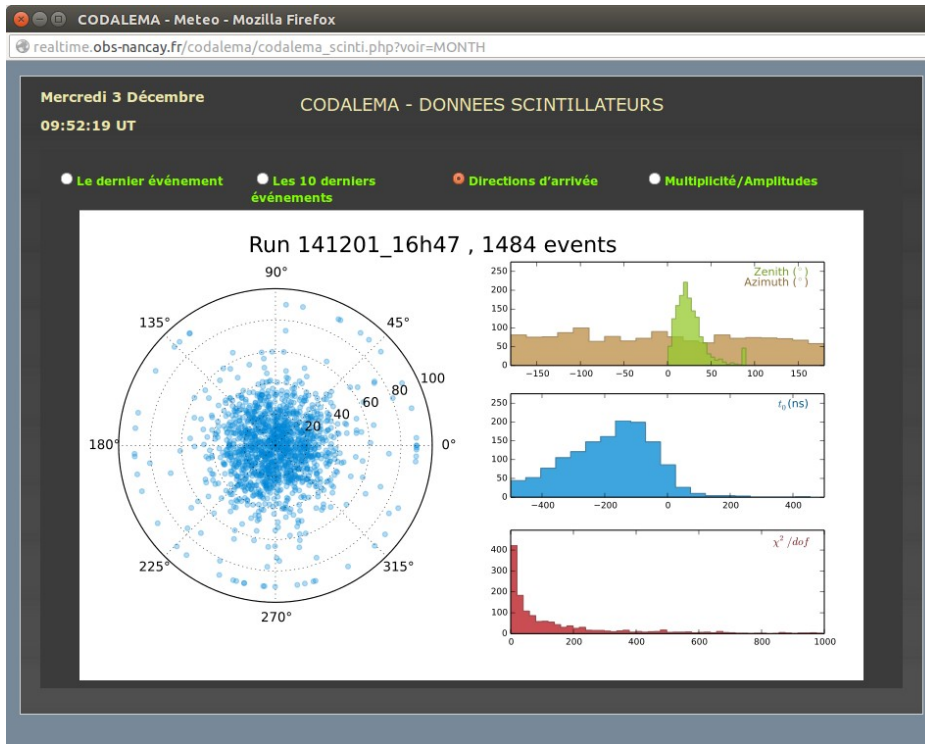 CODALEMA - Meteo - Mozilla Firefox
realtime.obs-nancay.fr/codalema/codalema_scinti.php?voir=MONTH
Mercredi 3 Décembre
09:52:19 UT
CODALEMA - DONNEES SCINTILLATEURS
Le dernier événement
Les 10 derniers
événements
Directions d'arrivée
Multiplicité/Amplitudes
Run 141201_16h47 , 1484 events
90°
135°
45°
100
80
60
40
20
180°
0°
225°
315°
270°
Zenith (°)
Azimuth (°)
250
200
150
100
50
0
−150 −100 −50 0 50 100 150
t₀(ns)
250
200
150
100
50
0
−400 −200 0 200 400
χ² /dof
400
300
200
100
0
0 200 400 600 800 1000